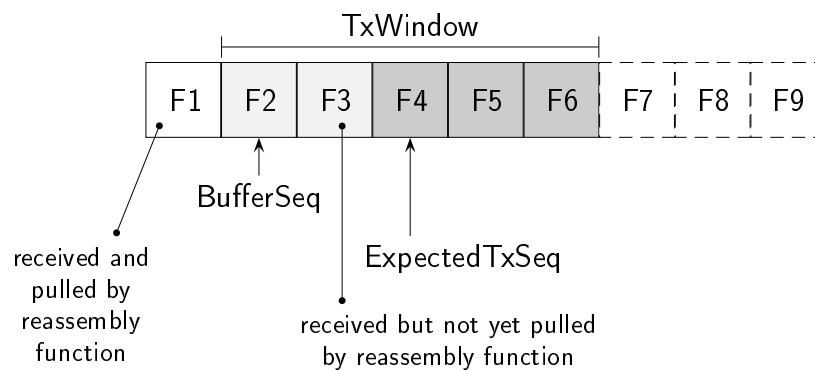 TxWindow
F1 F2 F3 F4 F5 F6 F7 F8 F9
BufferSeq
ExpectedTxSeq
received and
pulled by
reassembly
function
received but not yet pulled
by reassembly function